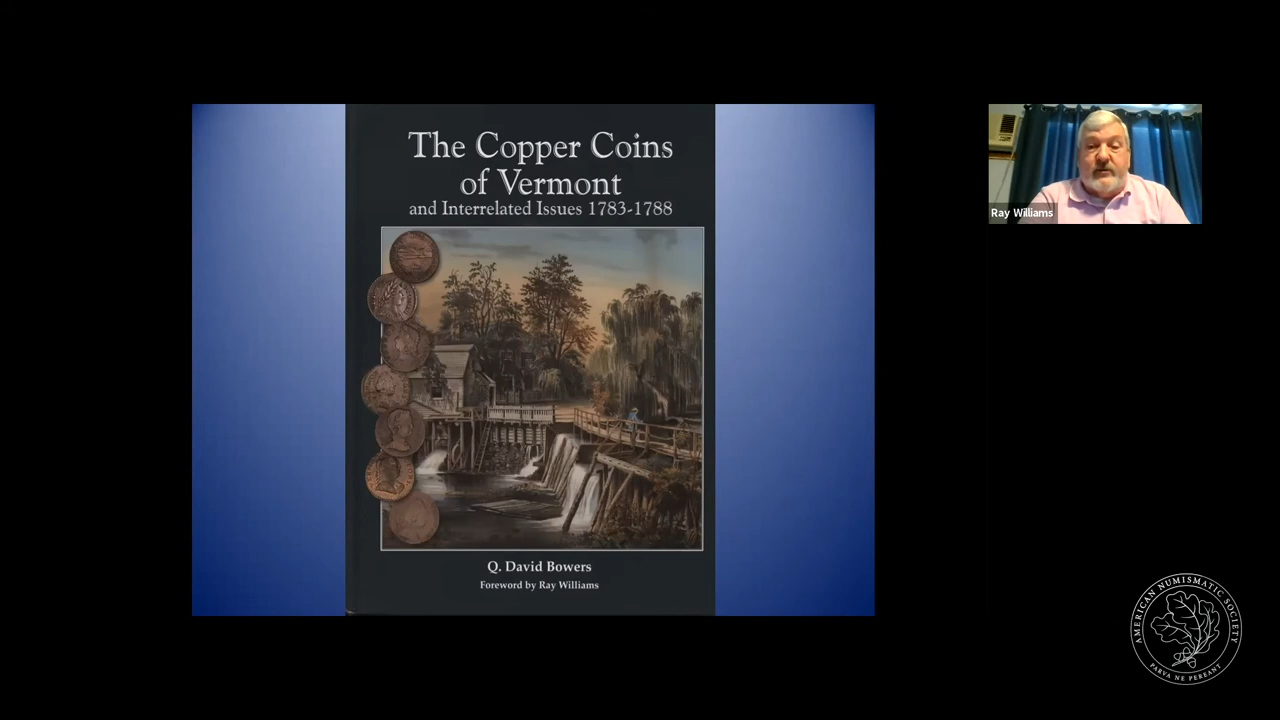 The Copper Coins
of Vermont
and Interrelated Issues 1783-1788
Q. David Bowers
Foreword by Ray Williams
Ray Williams
AMERICAN NUMISMATIC SOCIETY
PARVA NE PEREANT